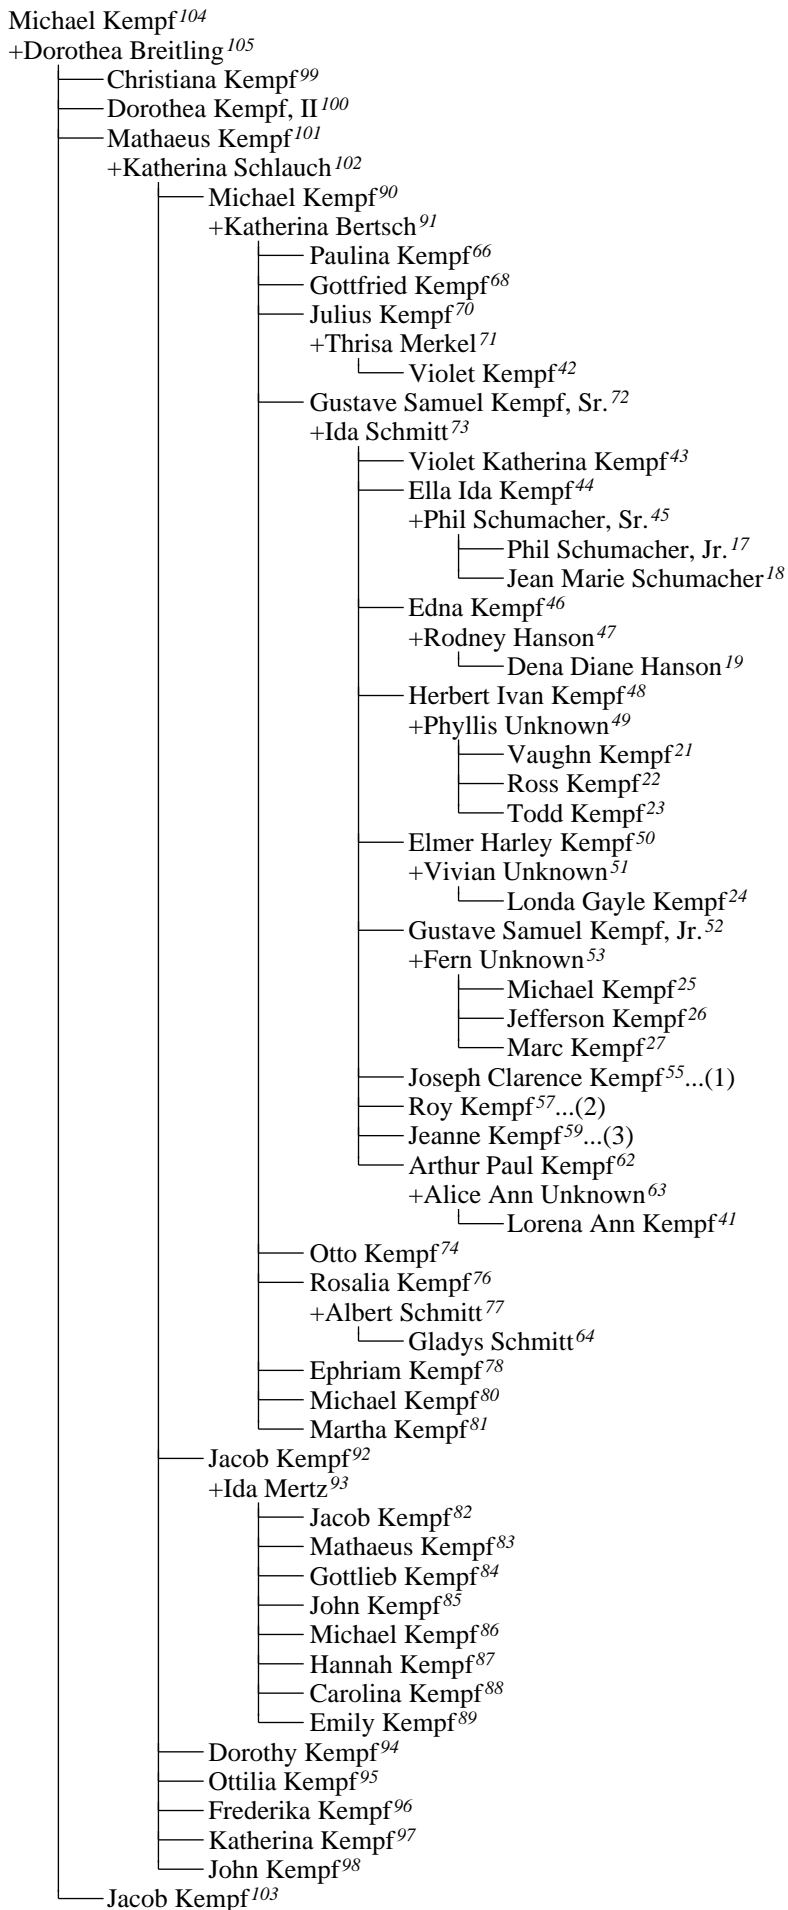 Michael Kempf104
+Dorothea Breitling105
Christiana Kempf99
Dorothea Kempf, II100
Mathaeus Kempf101
+Katherina Schlauch102
Michael Kempf90
+Katherina Bertsch91
Paulina Kempf66
Gottfried Kempf68
Julius Kempf70
+Thrisa Merkel71
Violet Kempf42
Gustave Samuel Kempf, Sr.72
+Ida Schmitt73
Violet Katherina Kempf43
Ella Ida Kempf44
+Phil Schumacher, Sr.45
Phil Schumacher, Jr.17
Jean Marie Schumacher18
Edna Kempf46
+Rodney Hanson47
Dena Diane Hanson19
Herbert Ivan Kempf48
+Phyllis Unknown49
Vaughn Kempf21
Ross Kempf22
Todd Kempf23
Elmer Harley Kempf50
+Vivian Unknown51
Londa Gayle Kempf24
Gustave Samuel Kempf, Jr.52
+Fern Unknown53
Michael Kempf25
Jefferson Kempf26
Marc Kempf27
Joseph Clarence Kempf55...(1)
Roy Kempf57...(2)
Jeanne Kempf59...(3)
Arthur Paul Kempf62
+Alice Ann Unknown63
Lorena Ann Kempf41
Otto Kempf74
Rosalia Kempf76
+Albert Schmitt77
Gladys Schmitt64
Ephriam Kempf78
Michael Kempf80
Martha Kempf81
Jacob Kempf92
+Ida Mertz93
Jacob Kempf82
Mathaeus Kempf83
Gottlieb Kempf84
John Kempf85
Michael Kempf86
Hannah Kempf87
Carolina Kempf88
Emily Kempf89
Dorothy Kempf94
Ottilia Kempf95
Frederika Kempf96
Katherina Kempf97
John Kempf98
Jacob Kempf103